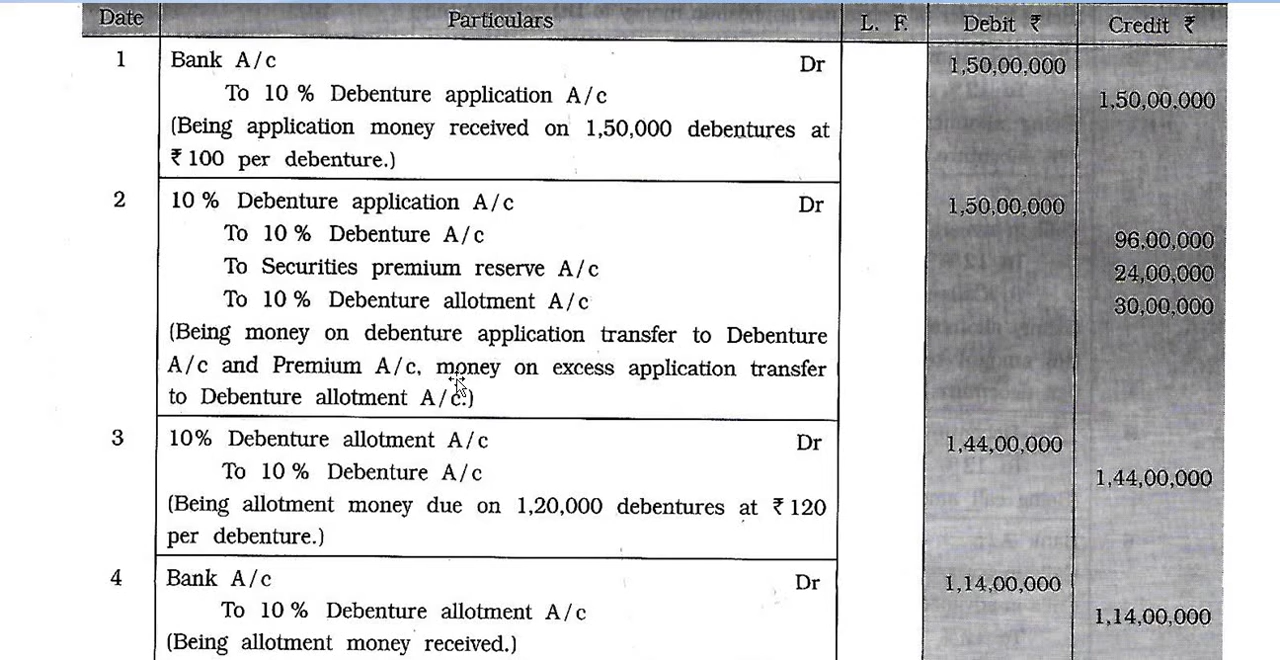 Date Particulars L. F. Debit ₹ Credit ₹
1 Bank A/c Dr 1,50,00,000
To 10 % Debenture application A/c 1,50,00,000
(Being application money received on 1,50,000 debentures at
₹ 100 per debenture.)
2 10 % Debenture application A/c Dr 1,50,00,000
To 10 % Debenture A/c 96,00,000
To Securities premium reserve A/c 24,00,000
To 10 % Debenture allotment A/c 30,00,000
(Being money on debenture application transfer to Debenture
A/c and Premium A/c, money on excess application transfer
to Debenture allotment A/c.)
3 10% Debenture allotment A/c Dr 1,44,00,000
To 10 % Debenture A/c 1,44,00,000
(Being allotment money due on 1,20,000 debentures at ₹ 120
per debenture.)
4 Bank A/c Dr 1,14,00,000
To 10 % Debenture allotment A/c 1,14,00,000
(Being allotment money received.)